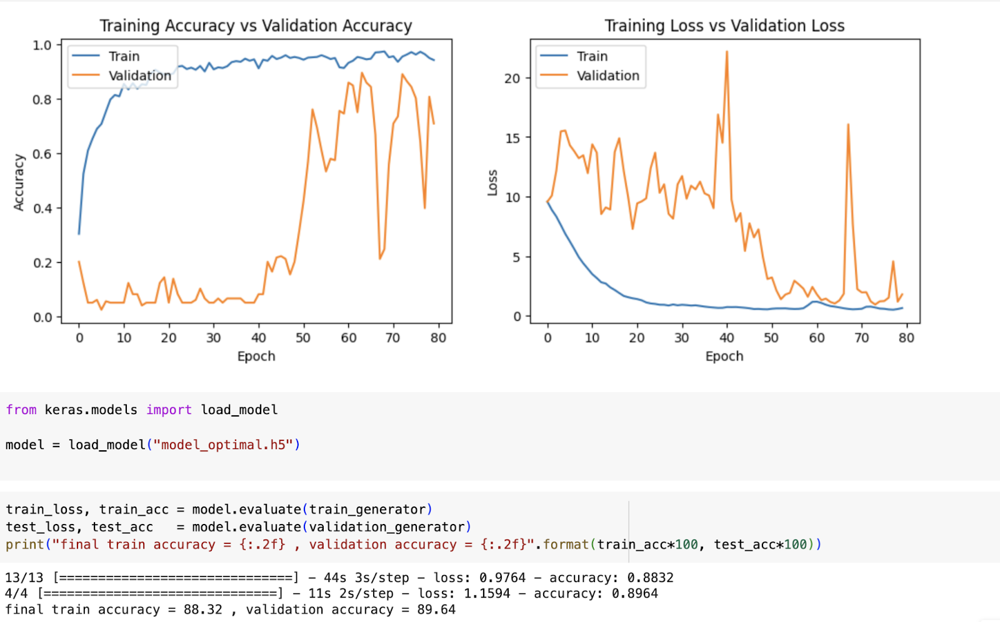 Training Accuracy vs Validation Accuracy
Train
Validation
1.0
0.8
0.6
0.4
0.2
0.0
Accuracy
0 10 20 30 40 50 60 70 80
Epoch
Training Loss vs Validation Loss
Train
Validation
20
15
10
5
0
Loss
0 10 20 30 40 50 60 70 80
Epoch
from keras.models import load_model
model = load_model("model_optimal.h5")
train_loss, train_acc = model.evaluate(train_generator)
test_loss, test_acc   = model.evaluate(validation_generator)
print("final train accuracy = {:.2f} , validation accuracy = {:.2f}".format(train_acc*100, test_acc*100))
13/13 [==============================] - 44s 3s/step - loss: 0.9764 - accuracy: 0.8832
4/4 [==============================] - 11s 2s/step - loss: 1.1594 - accuracy: 0.8964
final train accuracy = 88.32 , validation accuracy = 89.64